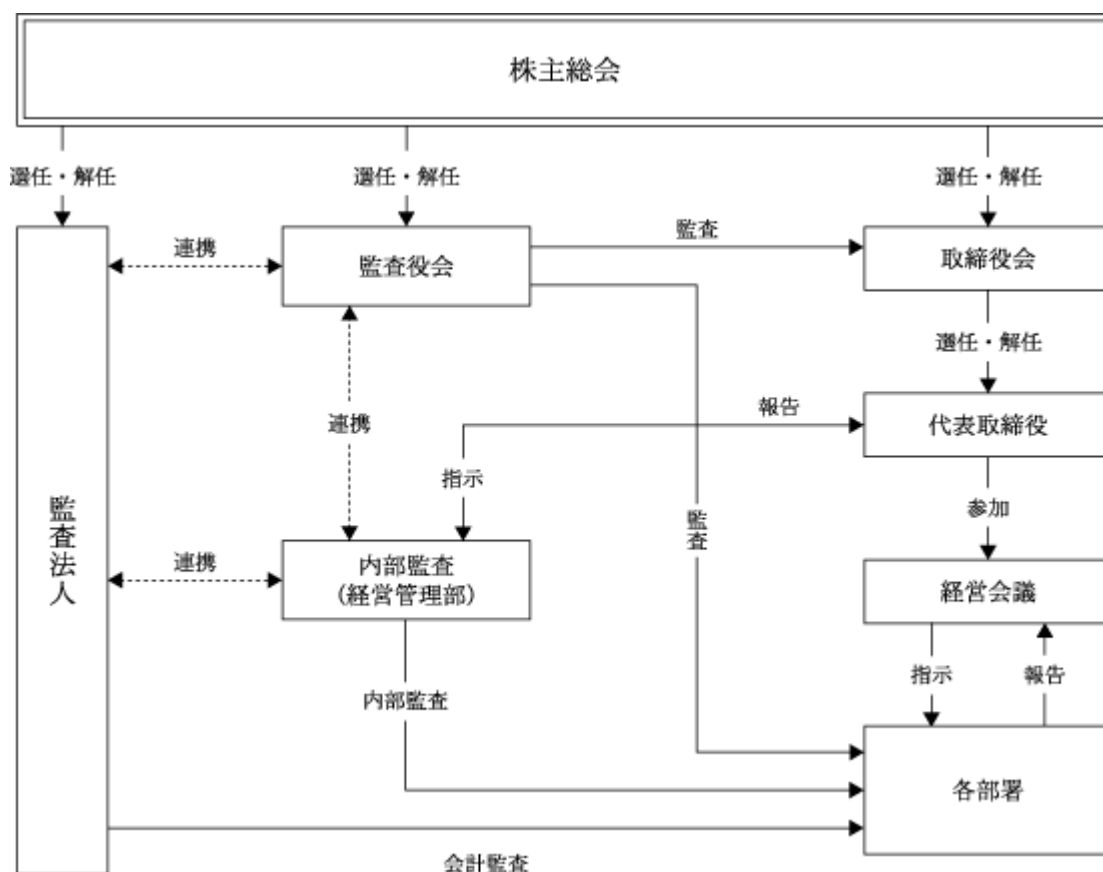 株主総会
選任・解任
選任・解任
選任・解任
連携
監査役会
監査
取締役会
選任・解任
報告
代表取締役
連携
指示
監査
参加
監査法人
連携
内部監査
（経営管理部）
経営会議
指示
報告
内部監査
各部署
会計監査